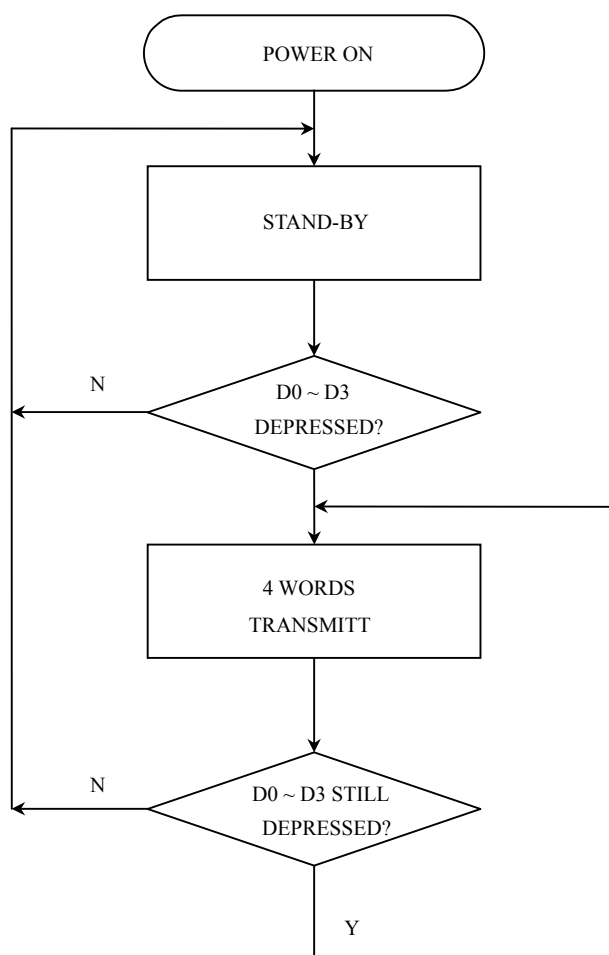 POWER ON
STAND-BY
N
D0 ~ D3
DEPRESSED?
4 WORDS
TRANSMITT
N
D0 ~ D3 STILL
DEPRESSED?
Y